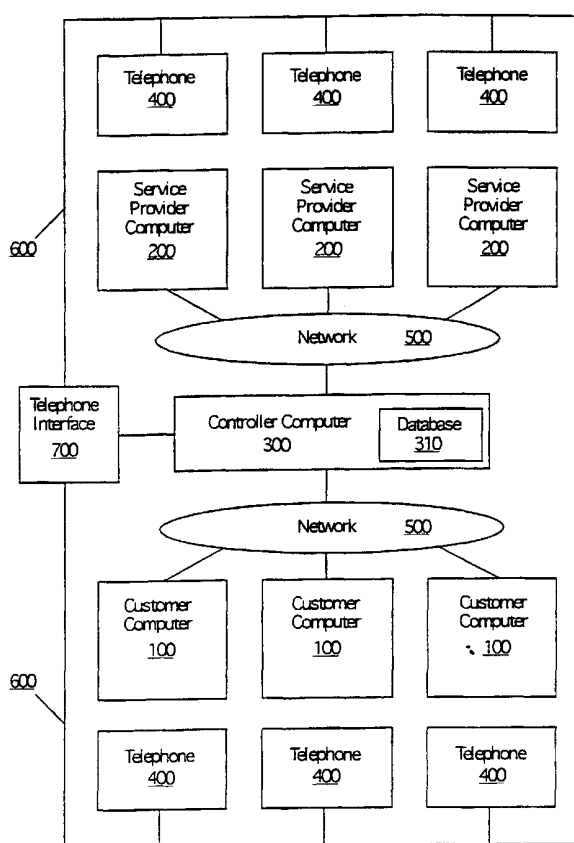 Telephone Telephone Telephone
400 400 400
Service Service Service
Provider Provider Provider
Computer Computer Computer
200 200 200
600
Network 500
Telephone
Interface
700
Controller Computer
300
Database
310
Network 500
Customer Customer Customer
Computer Computer Computer
100 100 100
600
Telephone Telephone Telephone
400 400 400